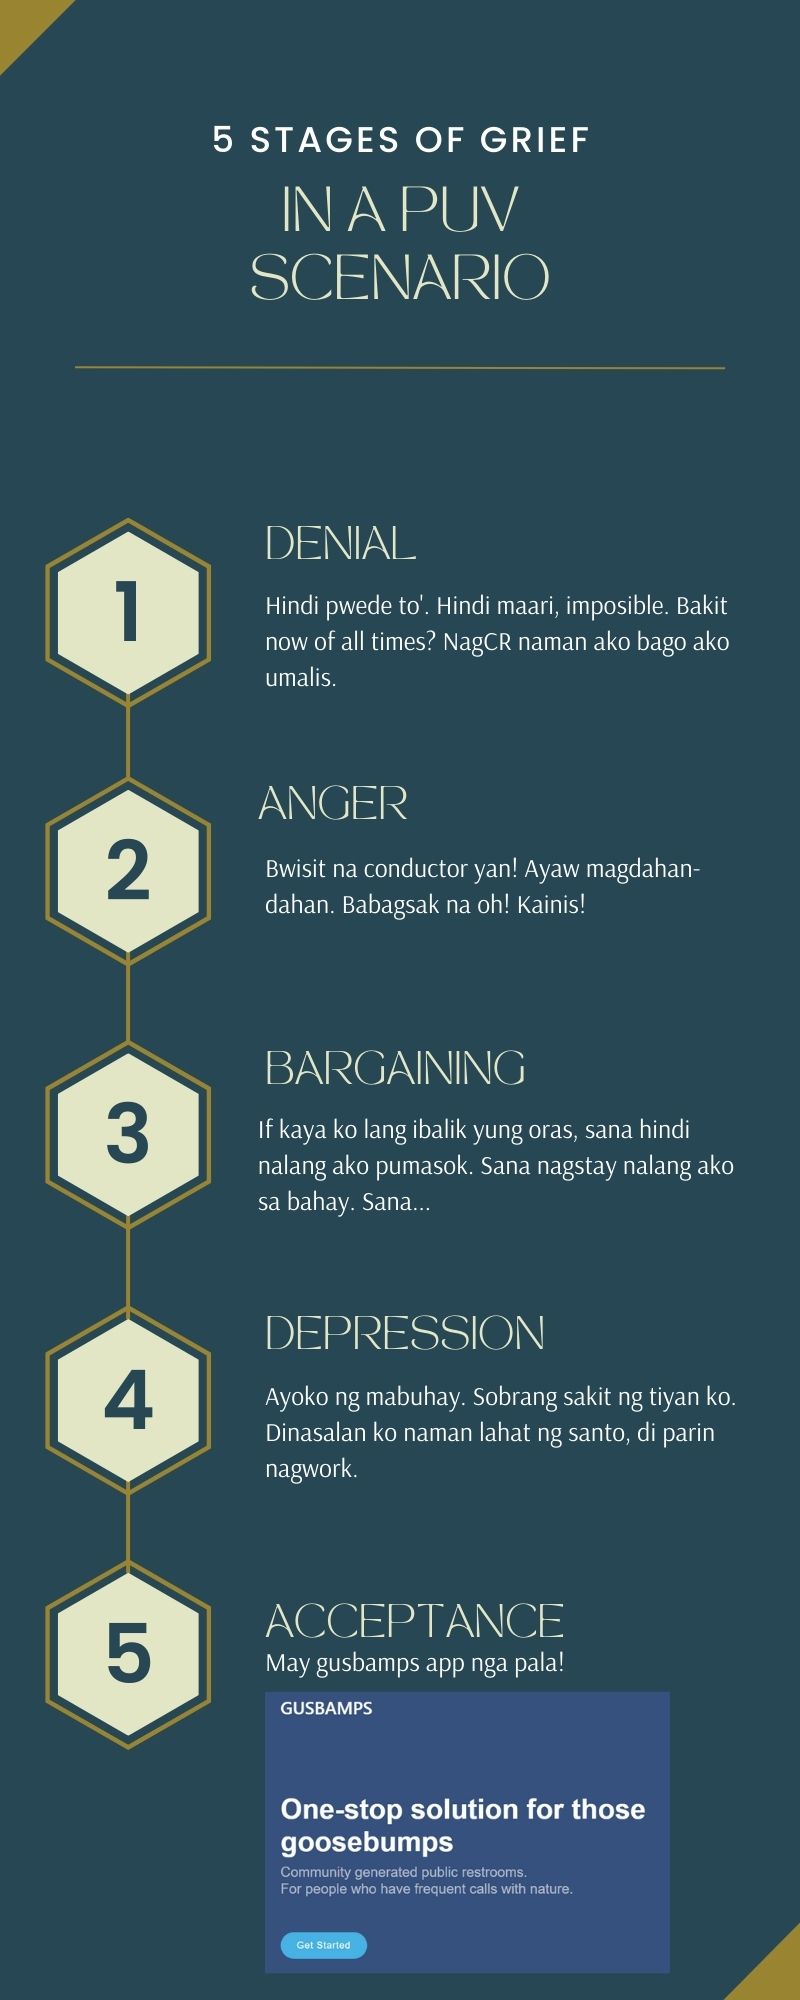 5 STAGES OF GRIEF
IN A PUV
SCENARIO
1
DENIAL
Hindi pwede to'. Hindi maari, imposible. Bakit
now of all times? NagCR naman ako bago ako
umalis.
2
ANGER
Bwisit na conductor yan! Ayaw magdahan-
dahan. Babagsak na oh! Kainis!
3
BARGAINING
If kaya ko lang ibalik yung oras, sana hindi
nalang ako pumasok. Sana nagstay nalang ako
sa bahay. Sana...
4
DEPRESSION
Ayoko ng mabuhay. Sobrang sakit ng tiyan ko.
Dinasalan ko naman lahat ng santo, di parin
nagwork.
5
ACCEPTANCE
May gusbamps app nga pala!
GUSBAMPS
One-stop solution for those
goosebumps
Community generated public restrooms.
For people who have frequent calls with nature.
Get Started